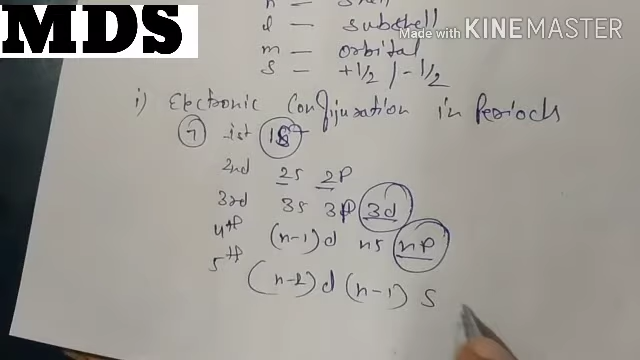 MDS
n — Shell
l — subshell
Made with KINEMASTER
m — orbital
s — +1/2 / -1/2
i) Electronic Configuration in Periods
7 1st 1s
2nd 2s 2p
3rd 3s 3p 3d
4th (n-1)d ns np
5th
(n-2)d (n-1) s